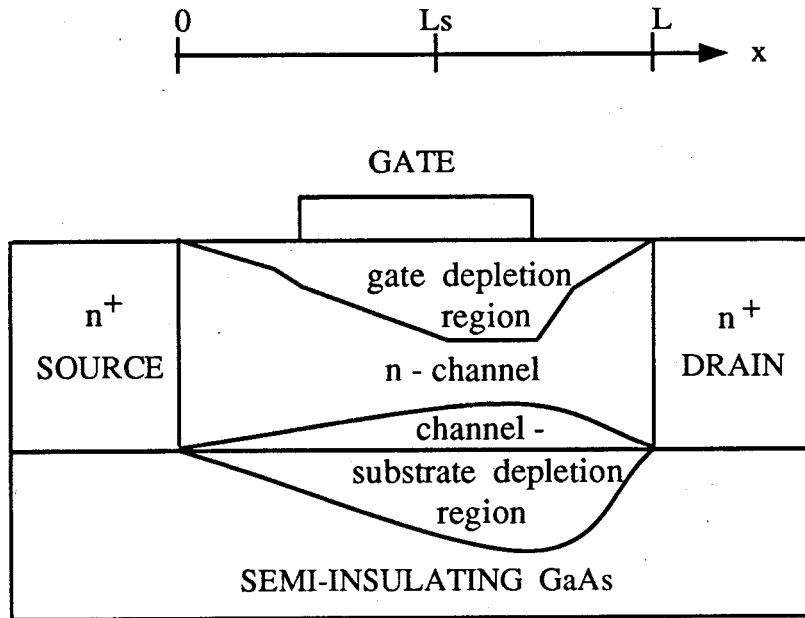 0 Ls L
x
GATE
gate depletion
region
n+
SOURCE
n - channel
n+
DRAIN
channel -
substrate depletion
region
SEMI-INSULATING GaAs